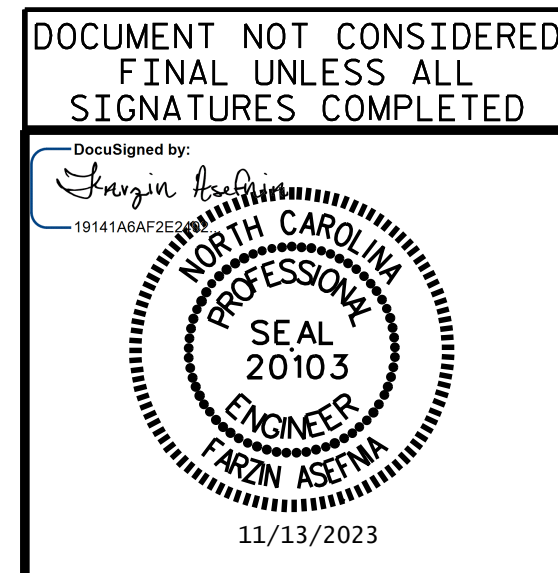 DOCUMENT NOT CONSIDERED
FINAL UNLESS ALL
SIGNATURES COMPLETED
DocuSigned by:
Farzin Asefnia
19141A6AF2E2492...
NORTH CAROLINA
PROFESSIONAL
SEAL
20103
ENGINEER
FARZIN ASEFNIA
11/13/2023